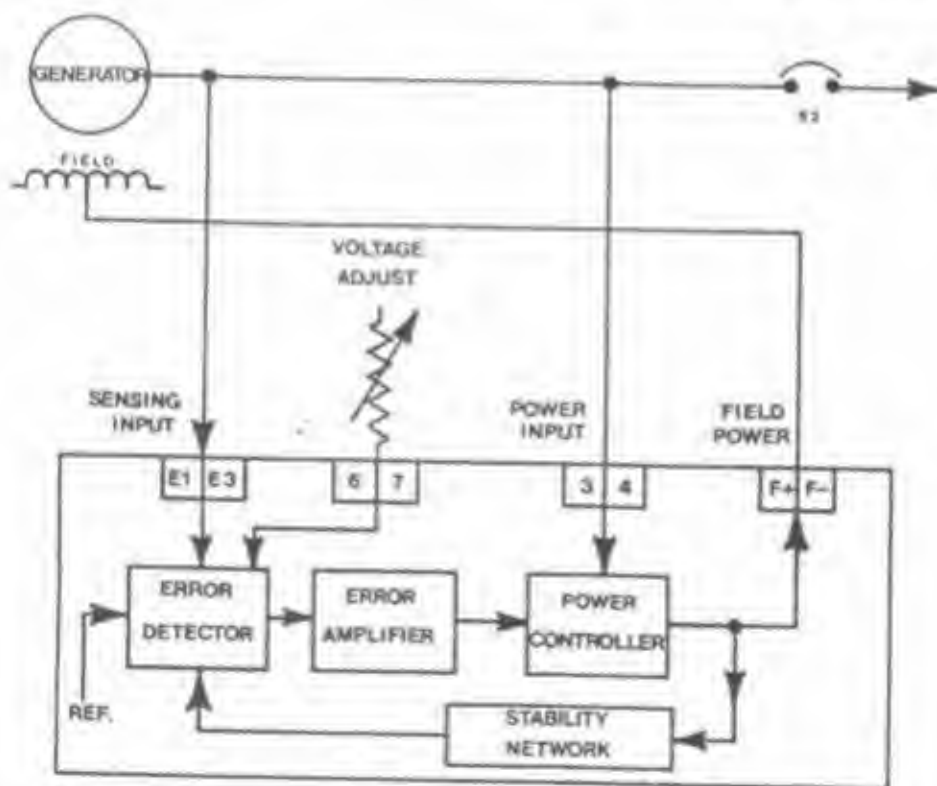 GENERATOR
52
FIELD
VOLTAGE
ADJUST
SENSING
INPUT
POWER
INPUT
FIELD
POWER
E1 E3
6 7
3 4
F+ F-
ERROR
DETECTOR
ERROR
AMPLIFIER
POWER
CONTROLLER
REF.
STABILITY
NETWORK